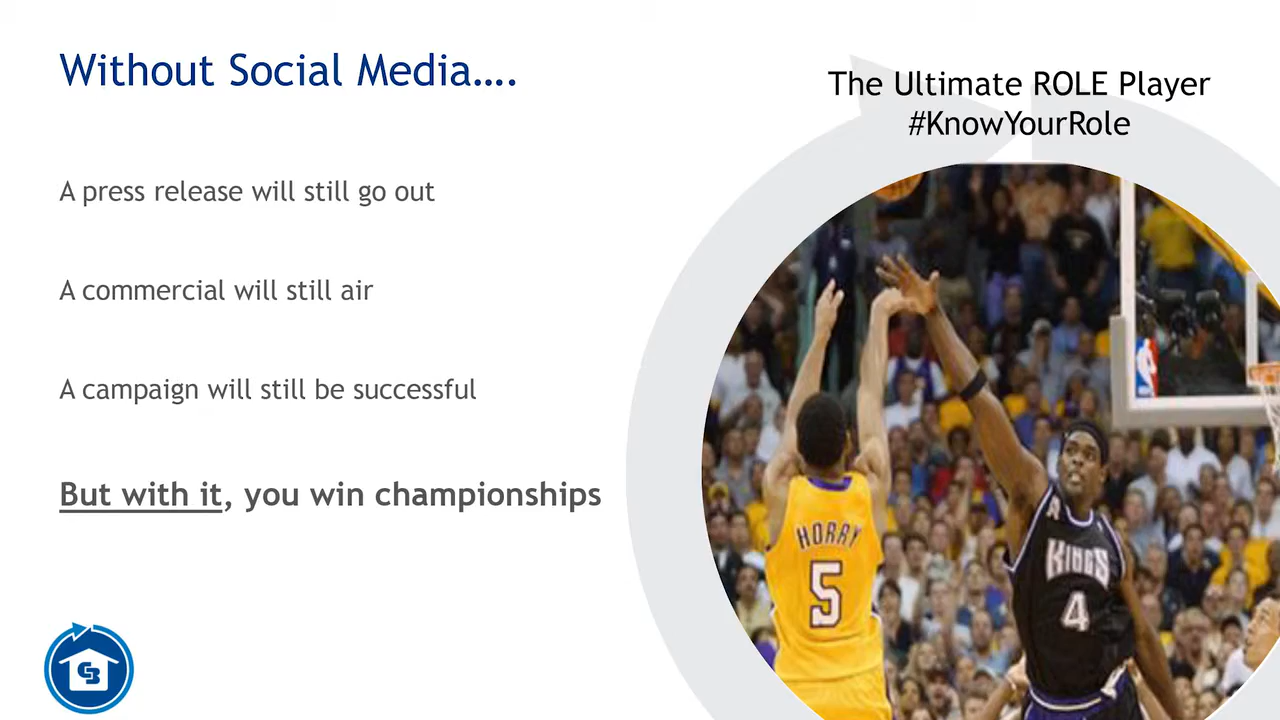 Without Social Media....
The Ultimate ROLE Player
#KnowYourRole
A press release will still go out
A commercial will still air
A campaign will still be successful
But with it, you win championships
HORRY
5
KINGS
4
CB